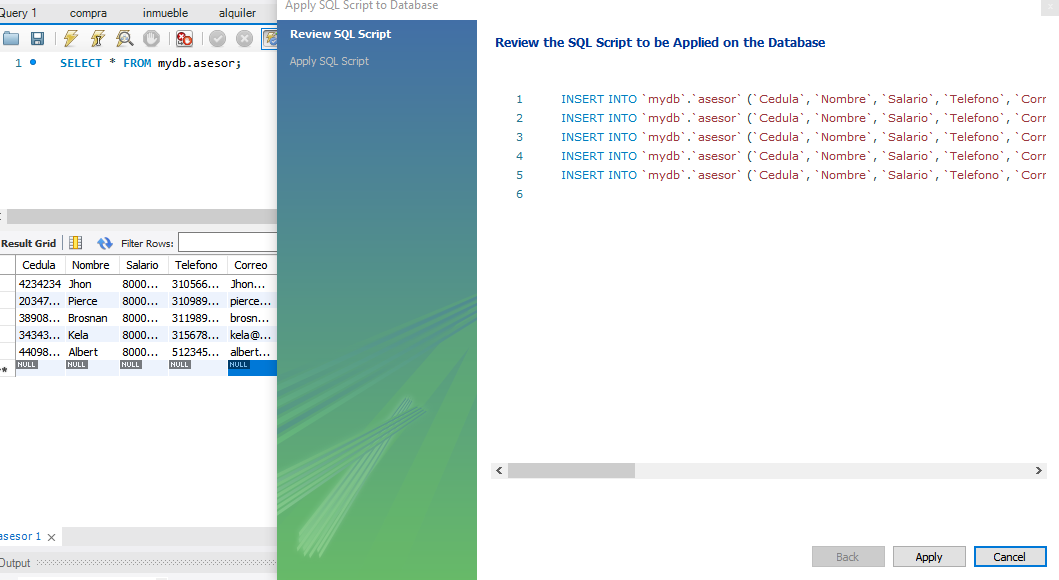 Query 1 compra inmueble alquiler
1 SELECT * FROM mydb.asesor;
Result Grid Filter Rows:
Cedula Nombre Salario Telefono Correo
4234234 Jhon 8000... 310566... Jhon...
20347... Pierce 8000... 310989... pierce...
38908... Brosnan 8000... 311989... brosn...
34343... Kela 8000... 315678... kela@...
44098... Albert 8000... 512345... albert...
NULL NULL NULL NULL NULL
asesor 1
Output
Apply SQL Script to Database
Review SQL Script
Apply SQL Script
Review the SQL Script to be Applied on the Database
1 INSERT INTO `mydb`.`asesor` (`Cedula`, `Nombre`, `Salario`, `Telefono`, `Corr
2 INSERT INTO `mydb`.`asesor` (`Cedula`, `Nombre`, `Salario`, `Telefono`, `Corr
3 INSERT INTO `mydb`.`asesor` (`Cedula`, `Nombre`, `Salario`, `Telefono`, `Corr
4 INSERT INTO `mydb`.`asesor` (`Cedula`, `Nombre`, `Salario`, `Telefono`, `Corr
5 INSERT INTO `mydb`.`asesor` (`Cedula`, `Nombre`, `Salario`, `Telefono`, `Corr
6
Back Apply Cancel